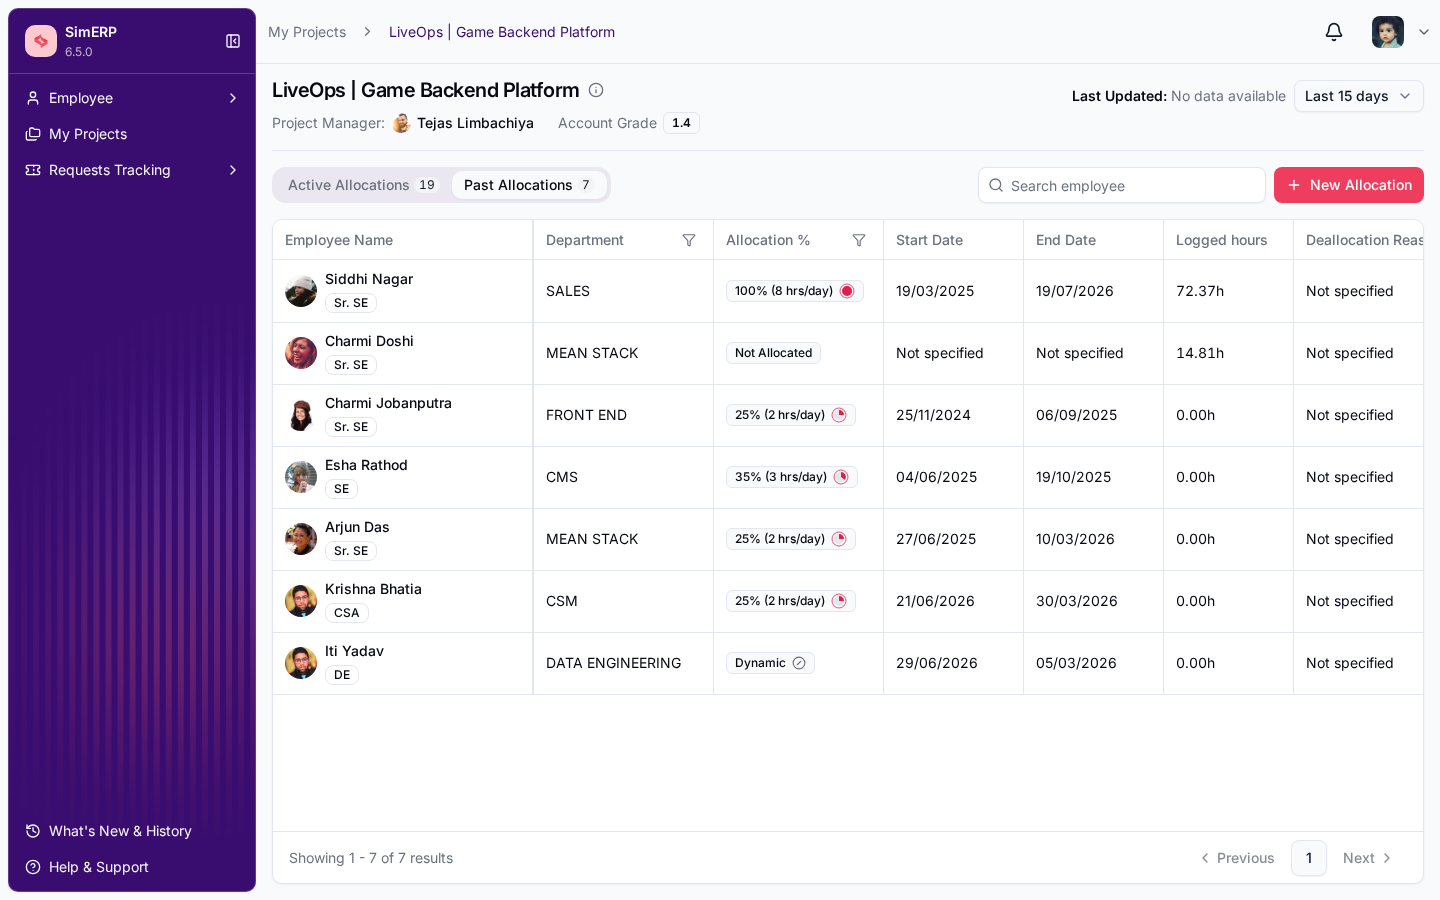 SimERP
6.5.0
Employee
My Projects
Requests Tracking
What's New & History
Help & Support
My Projects
LiveOps | Game Backend Platform
LiveOps | Game Backend Platform
Project Manager: Tejas Limbachiya Account Grade 1.4
Last Updated: No data available Last 15 days
Active Allocations 19 Past Allocations 7
Search employee
New Allocation
Employee Name Department Allocation % Start Date End Date Logged hours Deallocation Reas
Siddhi Nagar
Sr. SE
SALES 100% (8 hrs/day) 19/03/2025 19/07/2026 72.37h Not specified
Charmi Doshi
Sr. SE
MEAN STACK Not Allocated Not specified Not specified 14.81h Not specified
Charmi Jobanputra
Sr. SE
FRONT END 25% (2 hrs/day) 25/11/2024 06/09/2025 0.00h Not specified
Esha Rathod
SE
CMS 35% (3 hrs/day) 04/06/2025 19/10/2025 0.00h Not specified
Arjun Das
Sr. SE
MEAN STACK 25% (2 hrs/day) 27/06/2025 10/03/2026 0.00h Not specified
Krishna Bhatia
CSA
CSM 25% (2 hrs/day) 21/06/2026 30/03/2026 0.00h Not specified
Iti Yadav
DE
DATA ENGINEERING Dynamic 29/06/2026 05/03/2026 0.00h Not specified
Showing 1 - 7 of 7 results
Previous 1 Next